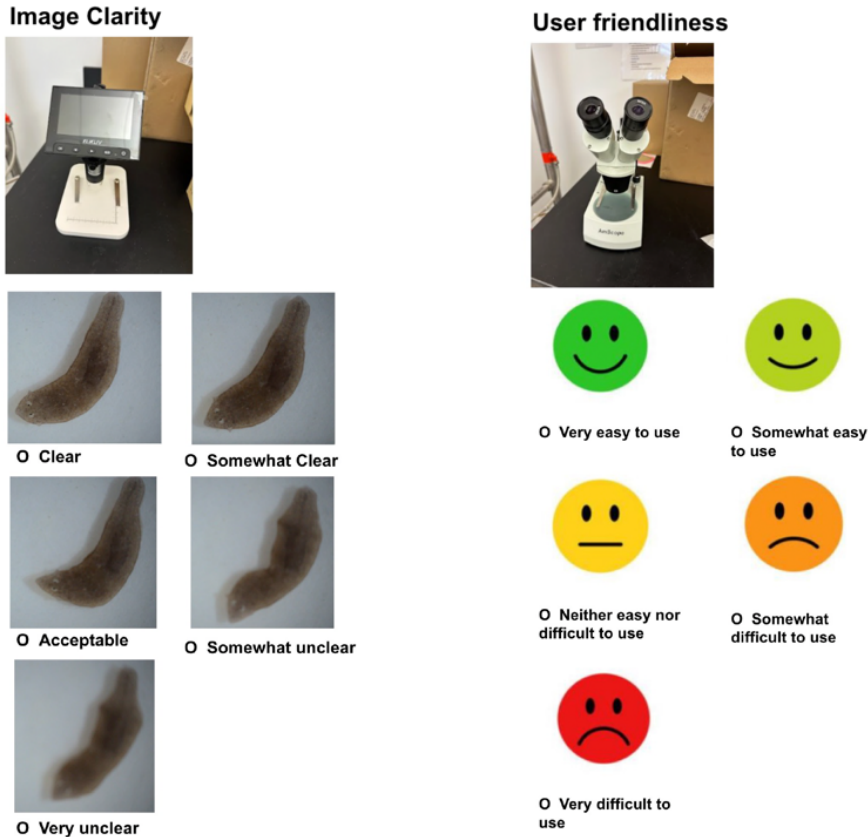 Image Clarity
User friendliness
AmScope
O Clear
O Somewhat Clear
O Acceptable
O Somewhat unclear
O Very unclear
O Very easy to use
O Somewhat easy
to use
O Neither easy nor
difficult to use
O Somewhat
difficult to use
O Very difficult to
use